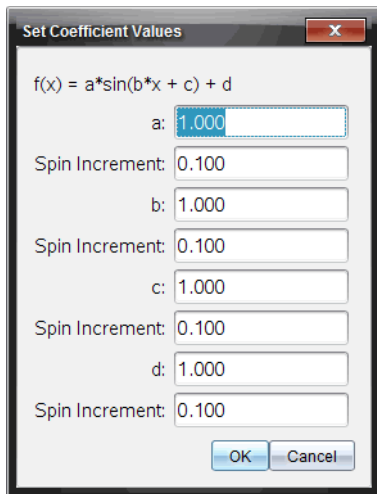 Set Coefficient Values
f(x) = a*sin(b*x + c) + d
a: 1.000
Spin Increment: 0.100
b: 1.000
Spin Increment: 0.100
c: 1.000
Spin Increment: 0.100
d: 1.000
Spin Increment: 0.100
OK Cancel